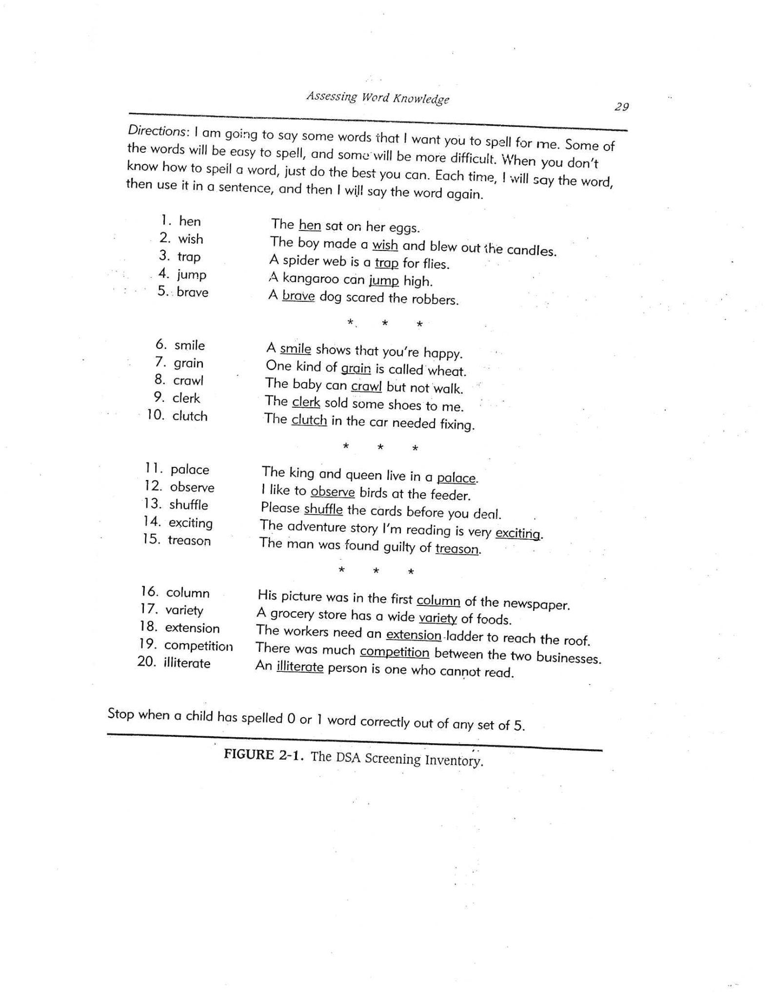 Assessing Word Knowledge
29
Directions: I am going to say some words that I want you to spell for me. Some of
the words will be easy to spell, and some will be more difficult. When you don't
know how to spell a word, just do the best you can. Each time, I will say the word,
then use it in a sentence, and then I will say the word again.
1. hen The hen sat on her eggs.
2. wish The boy made a wish and blew out the candles.
3. trap A spider web is a trap for flies.
4. jump A kangaroo can jump high.
5. brave A brave dog scared the robbers.
* * *
6. smile A smile shows that you're happy.
7. grain One kind of grain is called wheat.
8. crawl The baby can crawl but not walk.
9. clerk The clerk sold some shoes to me.
10. clutch The clutch in the car needed fixing.
* * *
11. palace The king and queen live in a palace.
12. observe I like to observe birds at the feeder.
13. shuffle Please shuffle the cards before you deal.
14. exciting The adventure story I'm reading is very exciting.
15. treason The man was found guilty of treason.
* * *
16. column His picture was in the first column of the newspaper.
17. variety A grocery store has a wide variety of foods.
18. extension The workers need an extension ladder to reach the roof.
19. competition There was much competition between the two businesses.
20. illiterate An illiterate person is one who cannot read.
Stop when a child has spelled 0 or 1 word correctly out of any set of 5.
FIGURE 2-1. The DSA Screening Inventory.